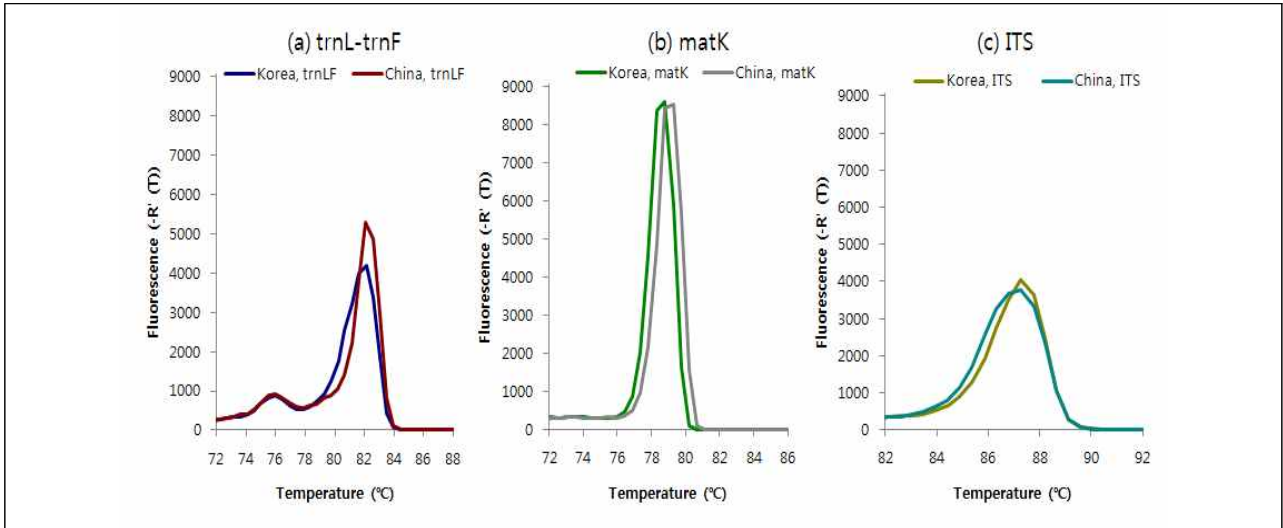 (a) trnL-trnF
Korea, trnLF China, trnLF
9000
8000
7000
6000
5000
4000
3000
2000
1000
0
Fluorescence (-R' (T))
72 74 76 78 80 82 84 86 88
Temperature (℃)
(b) matK
Korea, matK China, matK
9000
8000
7000
6000
5000
4000
3000
2000
1000
0
Fluorescence (-R' (T))
72 74 76 78 80 82 84 86
Temperature (℃)
(c) ITS
Korea, ITS China, ITS
9000
8000
7000
6000
5000
4000
3000
2000
1000
0
Fluorescence (-R' (T))
82 84 86 88 90 92
Temperature (℃)